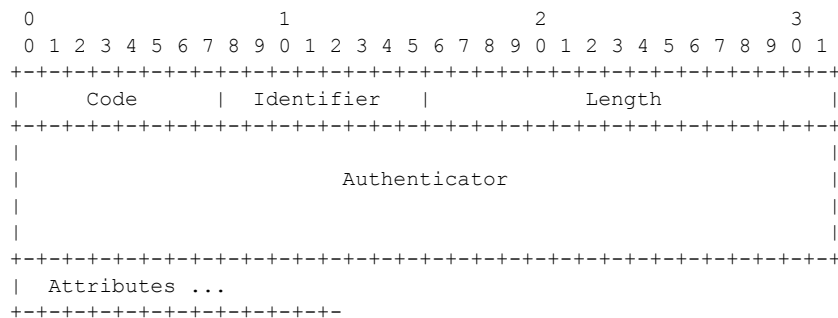 0                   1                   2                   3
 0 1 2 3 4 5 6 7 8 9 0 1 2 3 4 5 6 7 8 9 0 1 2 3 4 5 6 7 8 9 0 1
+-+-+-+-+-+-+-+-+-+-+-+-+-+-+-+-+-+-+-+-+-+-+-+-+-+-+-+-+-+-+-+-+
|     Code      |  Identifier   |            Length             |
+-+-+-+-+-+-+-+-+-+-+-+-+-+-+-+-+-+-+-+-+-+-+-+-+-+-+-+-+-+-+-+-+
|                                                               |
|                         Authenticator                         |
|                                                               |
|                                                               |
+-+-+-+-+-+-+-+-+-+-+-+-+-+-+-+-+-+-+-+-+-+-+-+-+-+-+-+-+-+-+-+-+
|  Attributes ...
+-+-+-+-+-+-+-+-+-+-+-+-+-